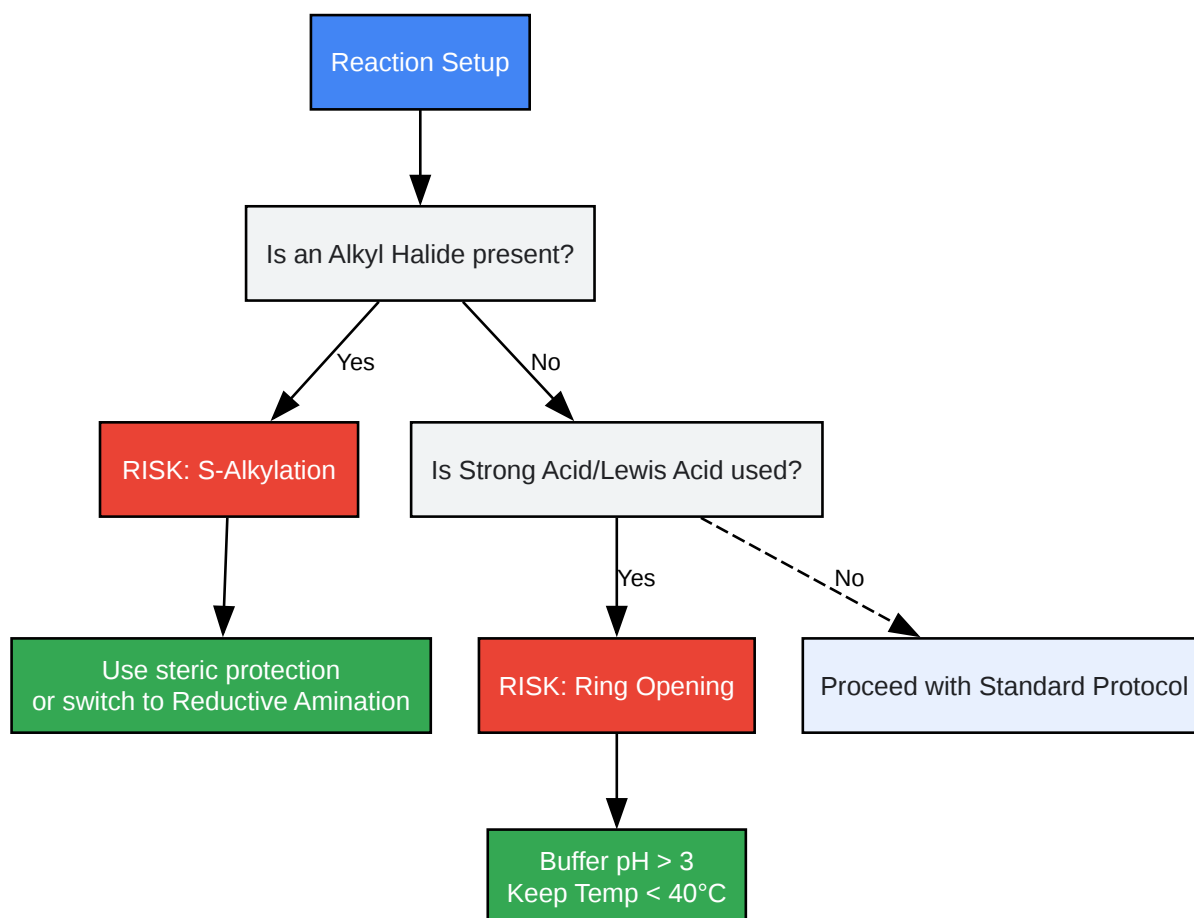 Reaction Setup
Is an Alkyl Halide present?
Yes
No
RISK: S-Alkylation
Is Strong Acid/Lewis Acid used?
Yes
No
Use steric protection
or switch to Reductive Amination
RISK: Ring Opening
Proceed with Standard Protocol
Buffer pH > 3
Keep Temp < 40°C